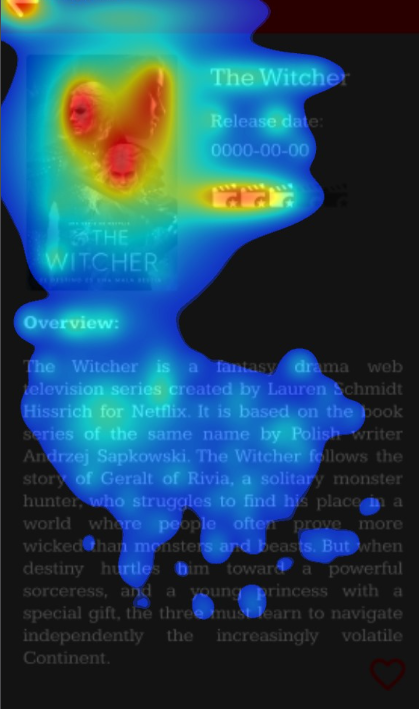 The Witcher
Release date:
0000-00-00
THE
WITCHER
Overview:
The Witcher is a fantasy drama web
television series created by Lauren Schmidt
Hissrich for Netflix. It is based on the book
series of the same name by Polish writer
Andrzej Sapkowski. The Witcher follows the
story of Geralt of Rivia, a solitary monster
hunter, who struggles to find his place in a
world where people often prove more
wicked than monsters and beasts. But when
destiny hurtles him toward a powerful
sorceress, and a young princess with a
special gift, the three must learn to navigate
independently the increasingly volatile
Continent.